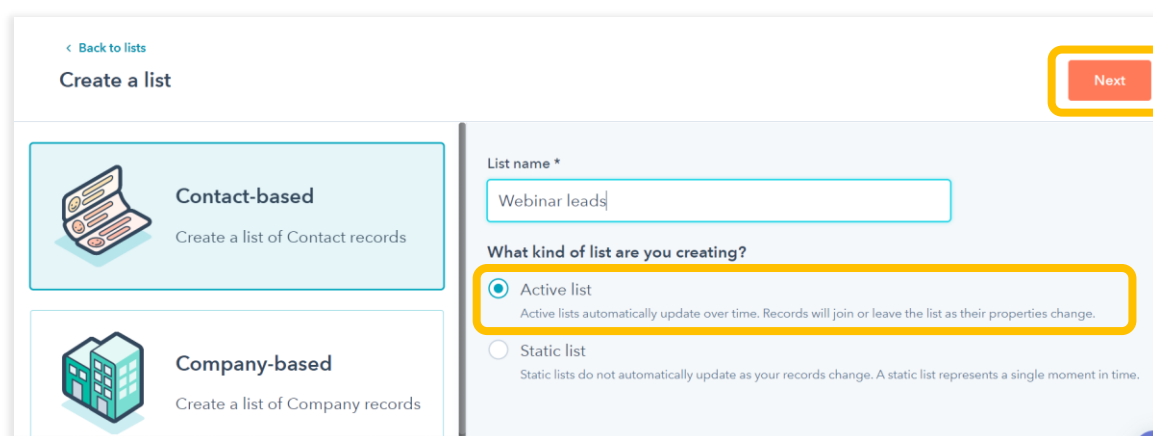 < Back to lists
Create a list
Next
Contact-based
Create a list of Contact records
Company-based
Create a list of Company records
List name *
Webinar leads
What kind of list are you creating?
Active list
Active lists automatically update over time. Records will join or leave the list as their properties change.
Static list
Static lists do not automatically update as your records change. A static list represents a single moment in time.